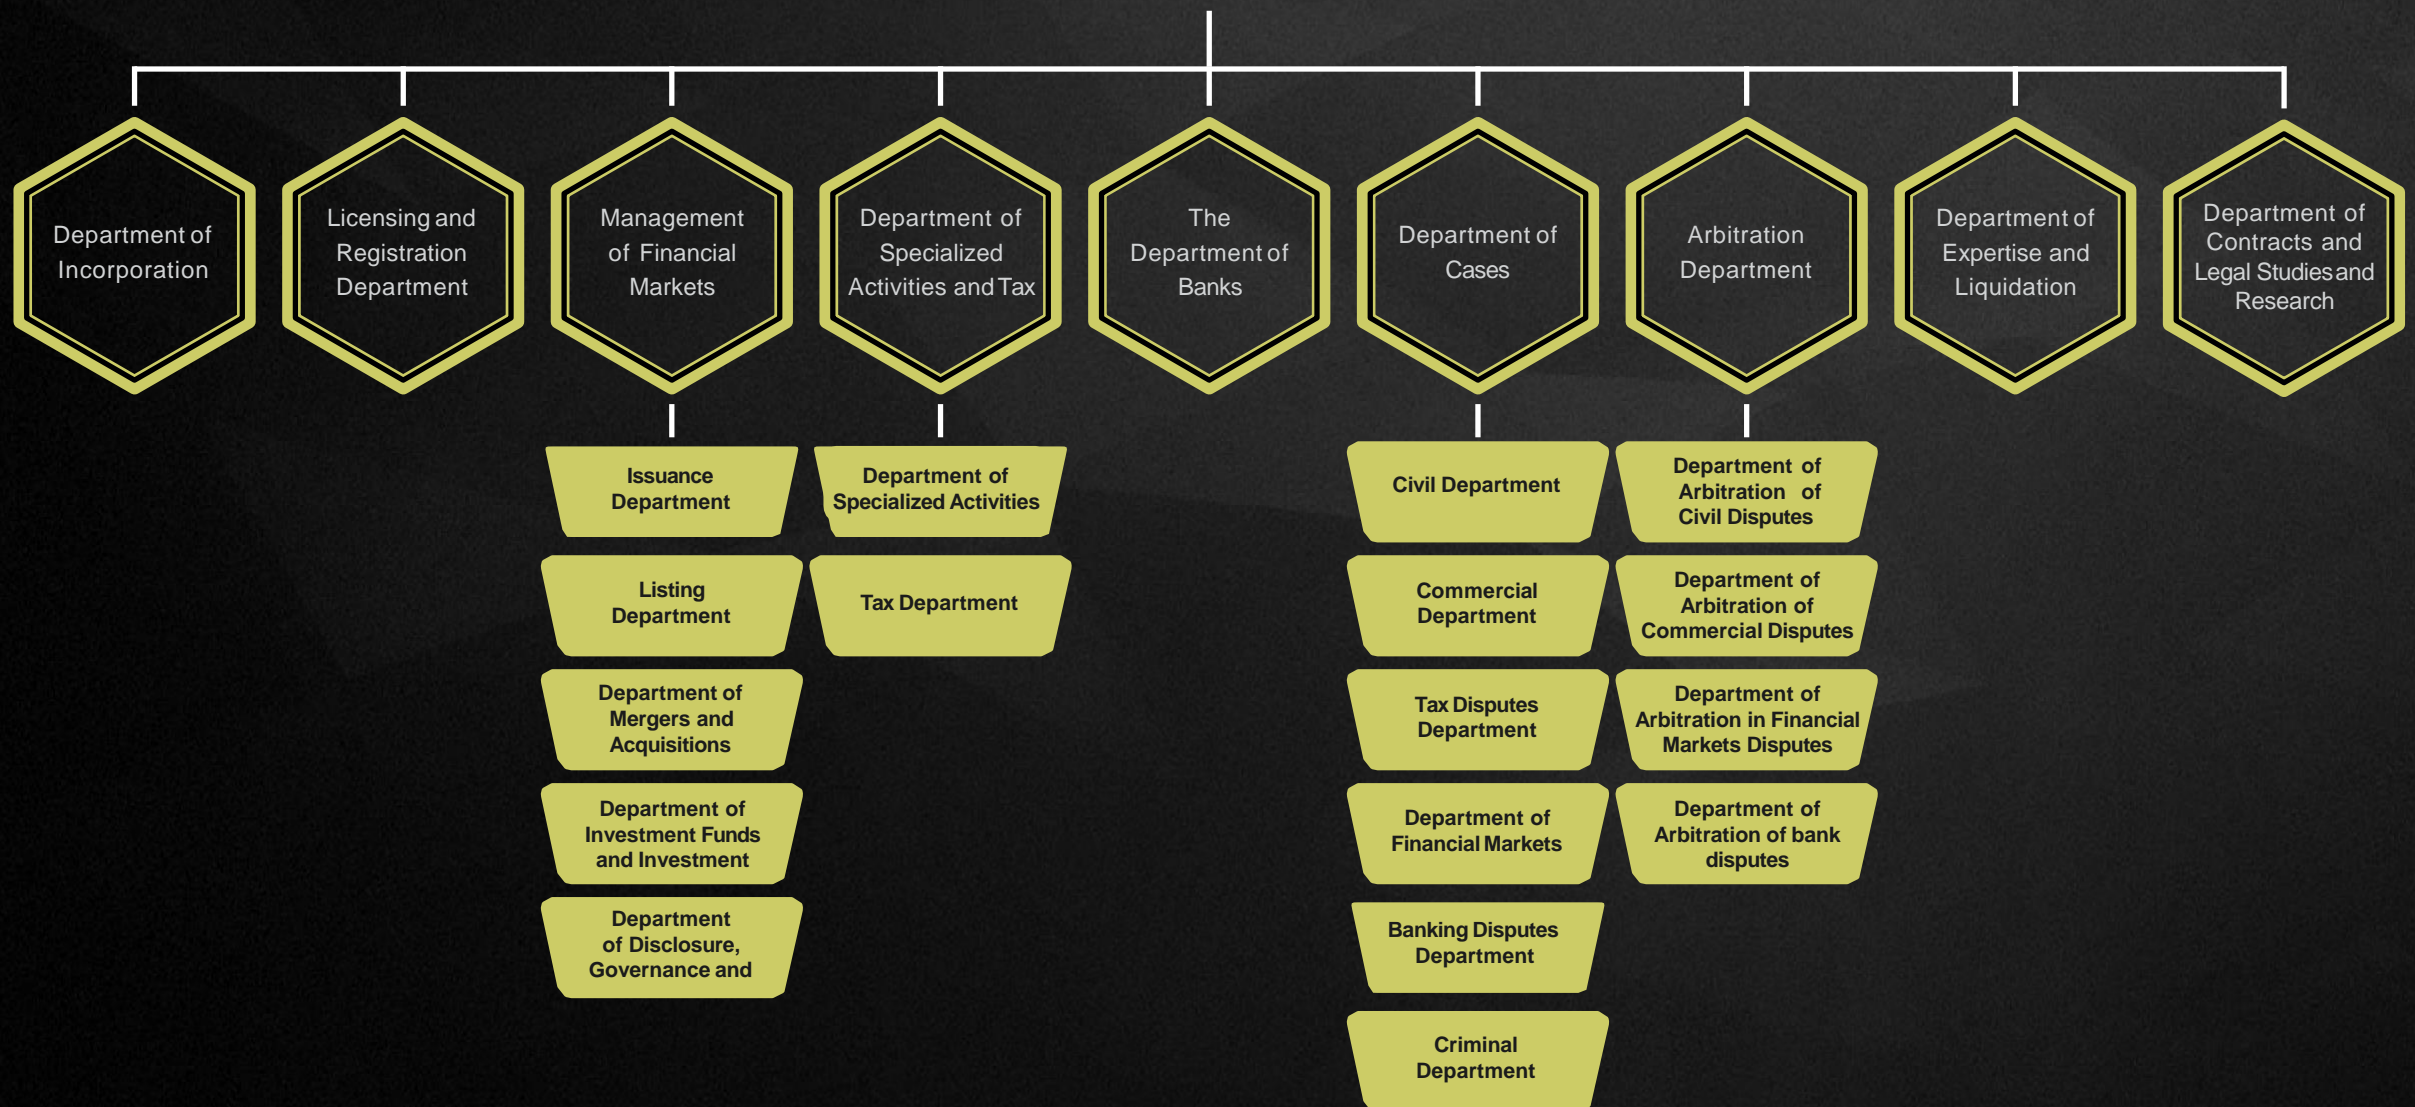 Department of
Incorporation
Licensing and
Registration
Department
Management
of Financial
Markets
Department of
Specialized
Activities and Tax
The
Department of
Banks
Department of
Cases
Arbitration
Department
Department of
Expertise and
Liquidation
Department of
Contracts and
Legal Studies and
Research
Issuance
Department
Listing
Department
Department of
Mergers and
Acquisitions
Department of
Investment Funds
and Investment
Department
of Disclosure,
Governance and
Department of
Specialized Activities
Tax Department
Civil Department
Commercial
Department
Tax Disputes
Department
Department of
Financial Markets
Banking Disputes
Department
Criminal
Department
Department of
Arbitration of
Civil Disputes
Department of
Arbitration of
Commercial Disputes
Department of
Arbitration in Financial
Markets Disputes
Department of
Arbitration of bank
disputes